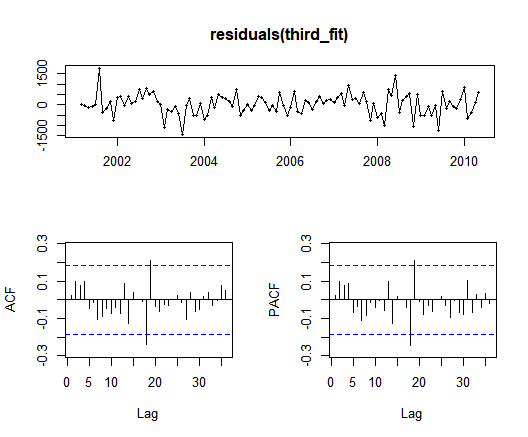 residuals(third_fit)
1500
0
-1500
2002 2004 2006 2008 2010
0.3
0.1
-0.1
-0.3
ACF
0 5 10 20 30
Lag
0.3
0.1
-0.1
-0.3
PACF
0 5 10 20 30
Lag